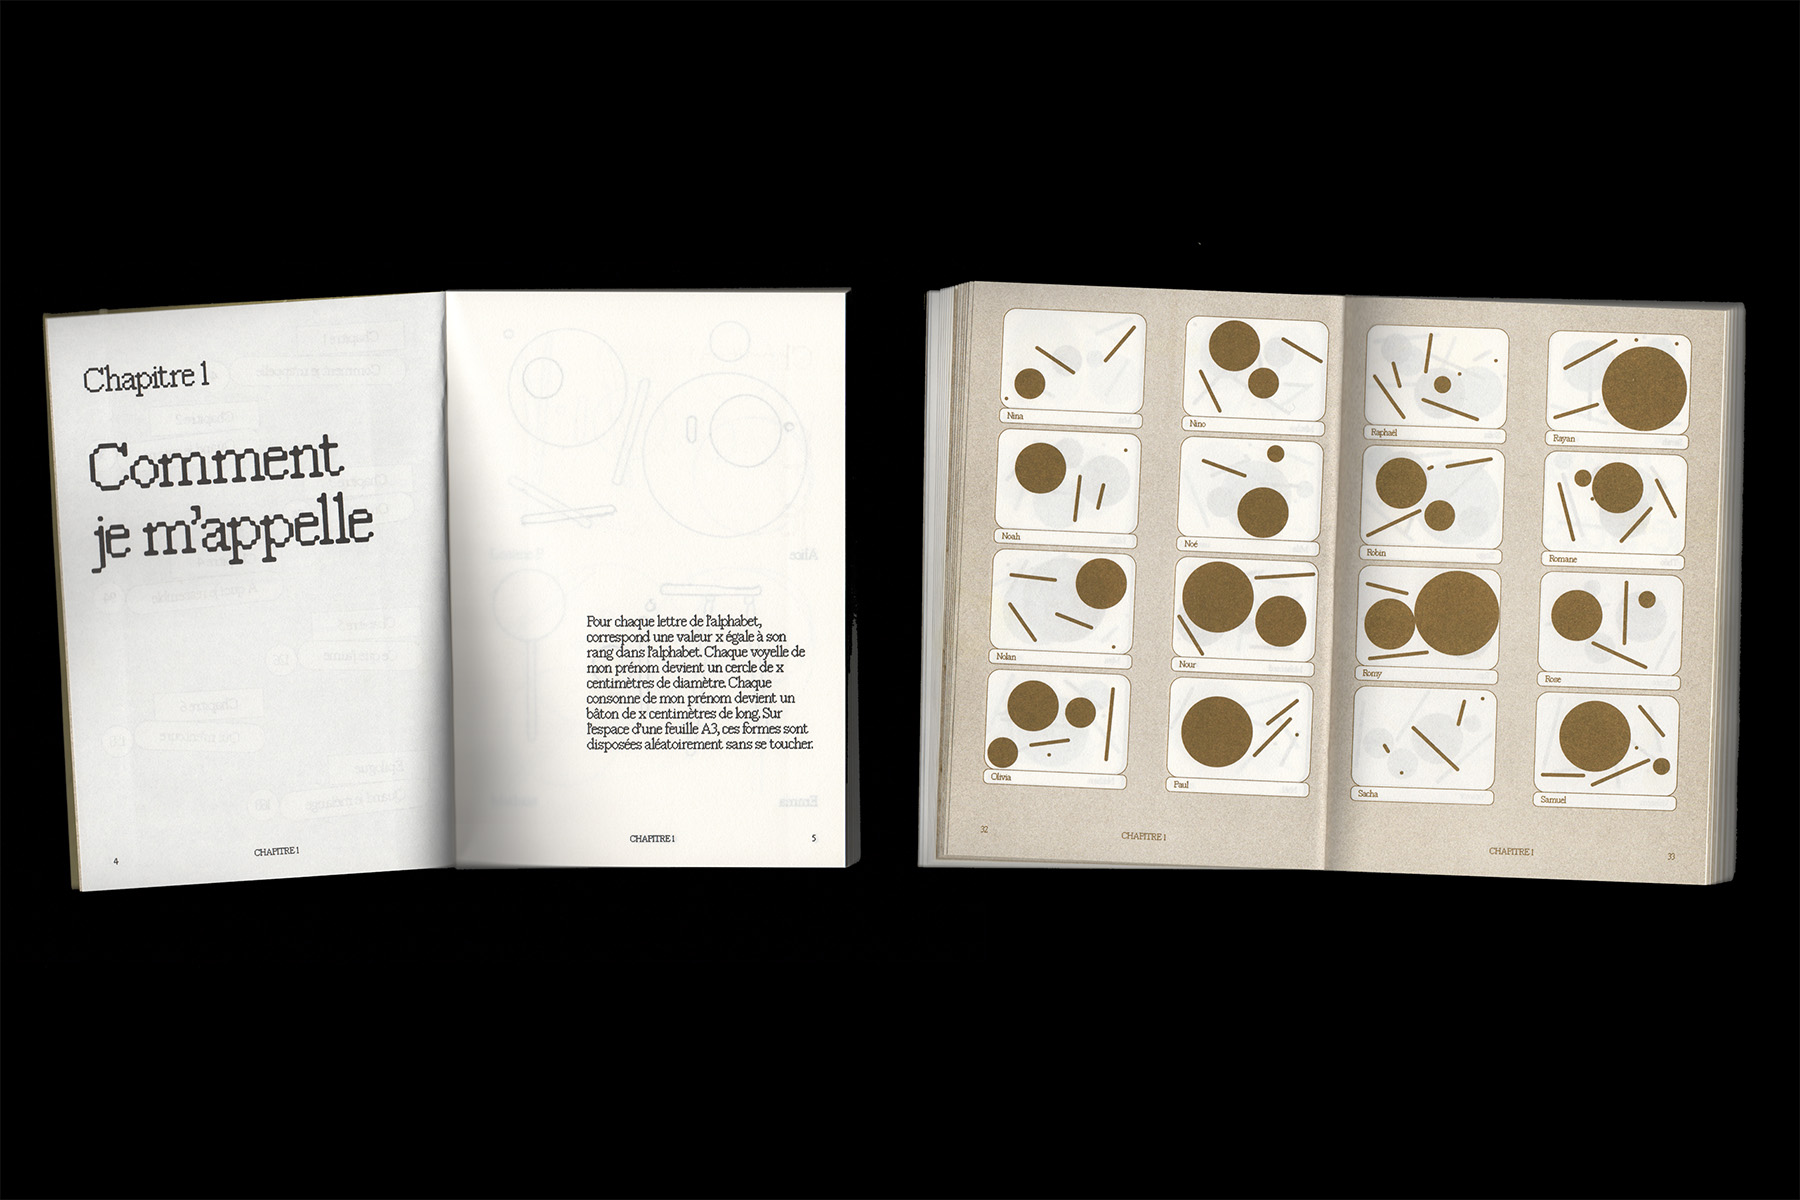 Chapitre 1
Comment
je m'appelle
4
CHAPITRE 1
Pour chaque lettre de l'alphabet,
correspond une valeur x égale à son
rang dans l'alphabet. Chaque voyelle de
mon prénom devient un cercle de x
centimètres de diamètre. Chaque
consonne de mon prénom devient un
bâton de x centimètres de long. Sur
l'espace d'une feuille A3, ces formes sont
disposées aléatoirement sans se toucher.
Alice
Emma
CHAPITRE 1
5
Nina
Nino
Noah
Noé
Nolan
Nour
Olivia
Paul
32
CHAPITRE 1
Raphaël
Rayan
Robin
Romane
Romy
Rose
Sacha
Samuel
CHAPITRE 1
33